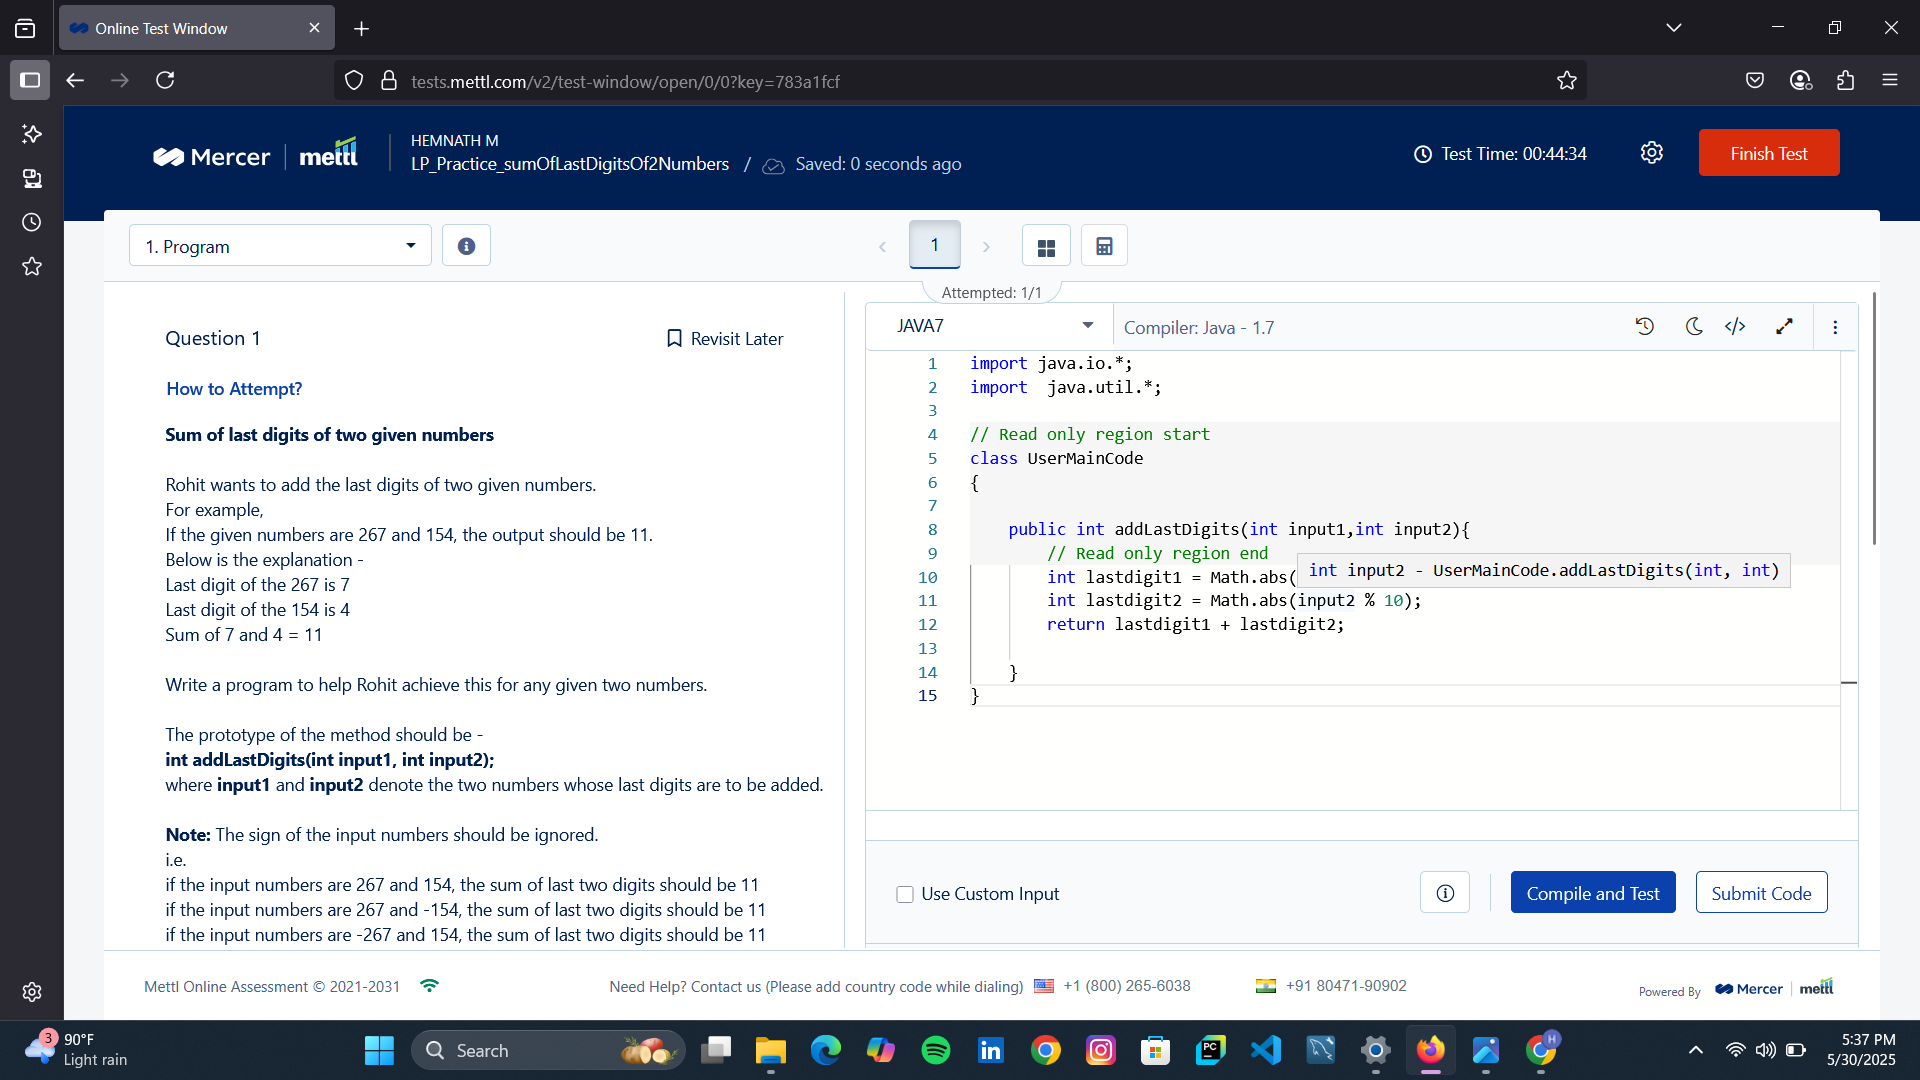 Online Test Window
tests.mettl.com/v2/test-window/open/0/0?key=783a1fcf
Mercer mettl
HEMNATH M
LP_Practice_sumOfLastDigitsOf2Numbers / Saved: 0 seconds ago
Test Time: 00:44:34
Finish Test
1. Program
1
Attempted: 1/1
Question 1
Revisit Later
How to Attempt?
Sum of last digits of two given numbers
Rohit wants to add the last digits of two given numbers.
For example,
If the given numbers are 267 and 154, the output should be 11.
Below is the explanation -
Last digit of the 267 is 7
Last digit of the 154 is 4
Sum of 7 and 4 = 11
Write a program to help Rohit achieve this for any given two numbers.
The prototype of the method should be -
int addLastDigits(int input1, int input2);
where input1 and input2 denote the two numbers whose last digits are to be added.
Note: The sign of the input numbers should be ignored.
i.e.
if the input numbers are 267 and 154, the sum of last two digits should be 11
if the input numbers are 267 and -154, the sum of last two digits should be 11
if the input numbers are -267 and 154, the sum of last two digits should be 11
JAVA7
Compiler: Java - 1.7
1 import java.io.*;
2 import  java.util.*;
3
4 // Read only region start
5 class UserMainCode
6 {
7
8     public int addLastDigits(int input1,int input2){
9         // Read only region end
10         int lastdigit1 = Math.abs(
int input2 - UserMainCode.addLastDigits(int, int)
11         int lastdigit2 = Math.abs(input2 % 10);
12         return lastdigit1 + lastdigit2;
13
14     }
15 }
Use Custom Input
Compile and Test
Submit Code
Mettl Online Assessment © 2021-2031
Need Help? Contact us (Please add country code while dialing) +1 (800) 265-6038 +91 80471-90902
Powered By Mercer mettl
3
90°F
Light rain
Search
PC
H
5:37 PM
5/30/2025